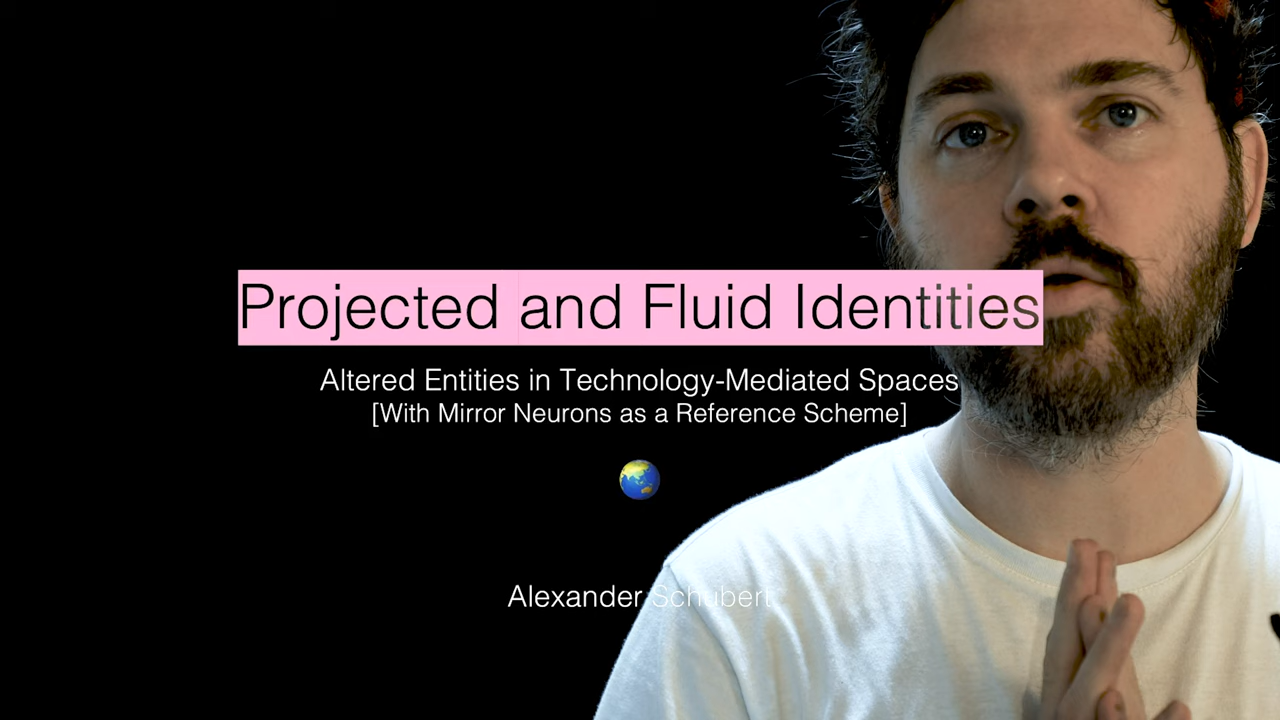 Projected and Fluid Identities
Altered Entities in Technology-Mediated Spaces
[With Mirror Neurons as a Reference Scheme]
Alexander Schubert